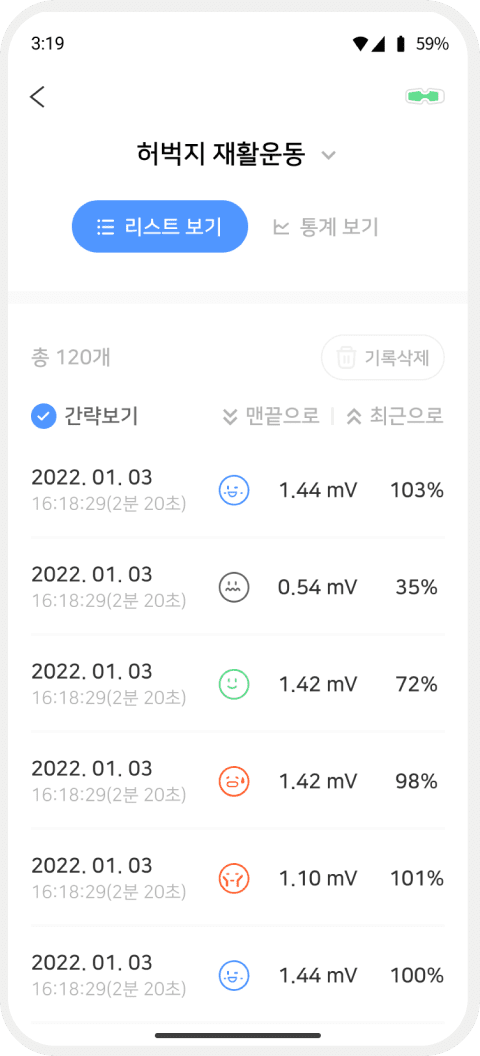 3:19 59%
허벅지 재활운동
리스트 보기 통계 보기
총 120개 기록삭제
간략보기 맨끝으로 최근으로
2022. 01. 03
16:18:29(2분 20초) 1.44 mV 103%
2022. 01. 03
16:18:29(2분 20초) 0.54 mV 35%
2022. 01. 03
16:18:29(2분 20초) 1.42 mV 72%
2022. 01. 03
16:18:29(2분 20초) 1.42 mV 98%
2022. 01. 03
16:18:29(2분 20초) 1.10 mV 101%
2022. 01. 03
16:18:29(2분 20초) 1.44 mV 100%